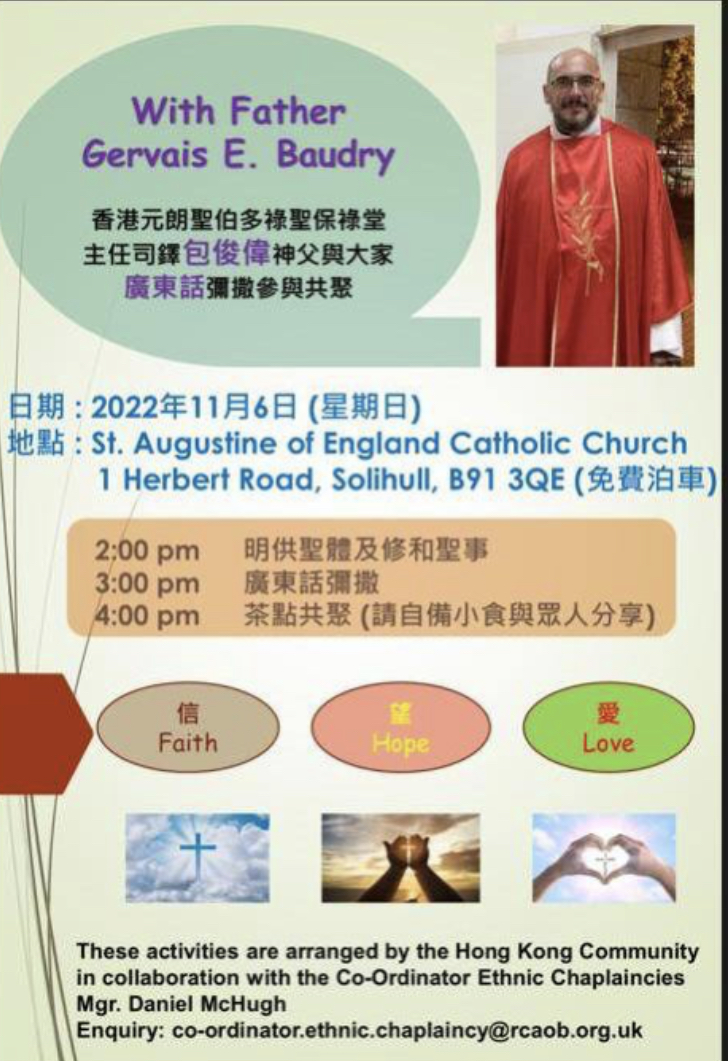 With Father
Gervais E. Baudry
香港元朗聖伯多祿聖保祿堂
主任司鐸包俊偉神父與大家
廣東話彌撒參與共聚
日期 : 2022年11月6日 (星期日)
地點 : St. Augustine of England Catholic Church
1 Herbert Road, Solihull, B91 3QE (免費泊車)
2:00 pm 明供聖體及修和聖事
3:00 pm 廣東話彌撒
4:00 pm 茶點共聚 (請自備小食與眾人分享)
信
Faith
望
Hope
愛
Love
These activities are arranged by the Hong Kong Community
in collaboration with the Co-Ordinator Ethnic Chaplaincies
Mgr. Daniel McHugh
Enquiry: co-ordinator.ethnic.chaplaincy@rcaob.org.uk